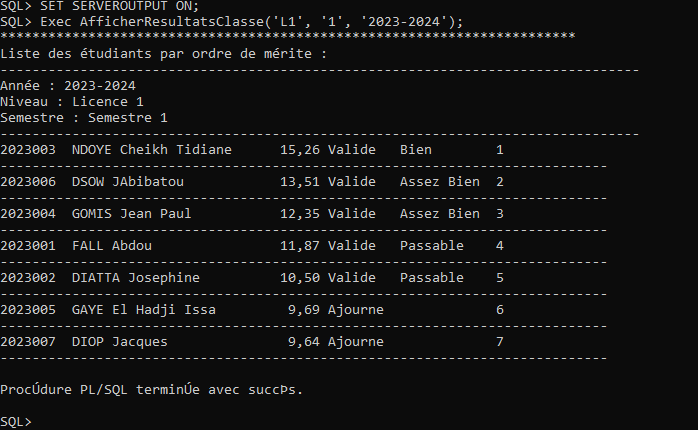 SQL> SET SERVEROUTPUT ON;
SQL> Exec AfficherResultatsClasse('L1', '1', '2023-2024');
************************************************************************
Liste des étudiants par ordre de mérite :
--------------------------------------------------------------------------------
Année : 2023-2024
Niveau : Licence 1
Semestre : Semestre 1
--------------------------------------------------------------------------------
2023003  NDOYE Cheikh Tidiane      15,26 Valide   Bien        1
----------------------------------------------------------------------------
2023006  DSOW JAbibatou            13,51 Valide   Assez Bien  2
----------------------------------------------------------------------------
2023004  GOMIS Jean Paul           12,35 Valide   Assez Bien  3
----------------------------------------------------------------------------
2023001  FALL Abdou                11,87 Valide   Passable    4
----------------------------------------------------------------------------
2023002  DIATTA Josephine          10,50 Valide   Passable    5
----------------------------------------------------------------------------
2023005  GAYE El Hadji Issa         9,69 Ajourne              6
----------------------------------------------------------------------------
2023007  DIOP Jacques               9,64 Ajourne              7
----------------------------------------------------------------------------
ProcÚdure PL/SQL terminÚe avec succÞs.
SQL>